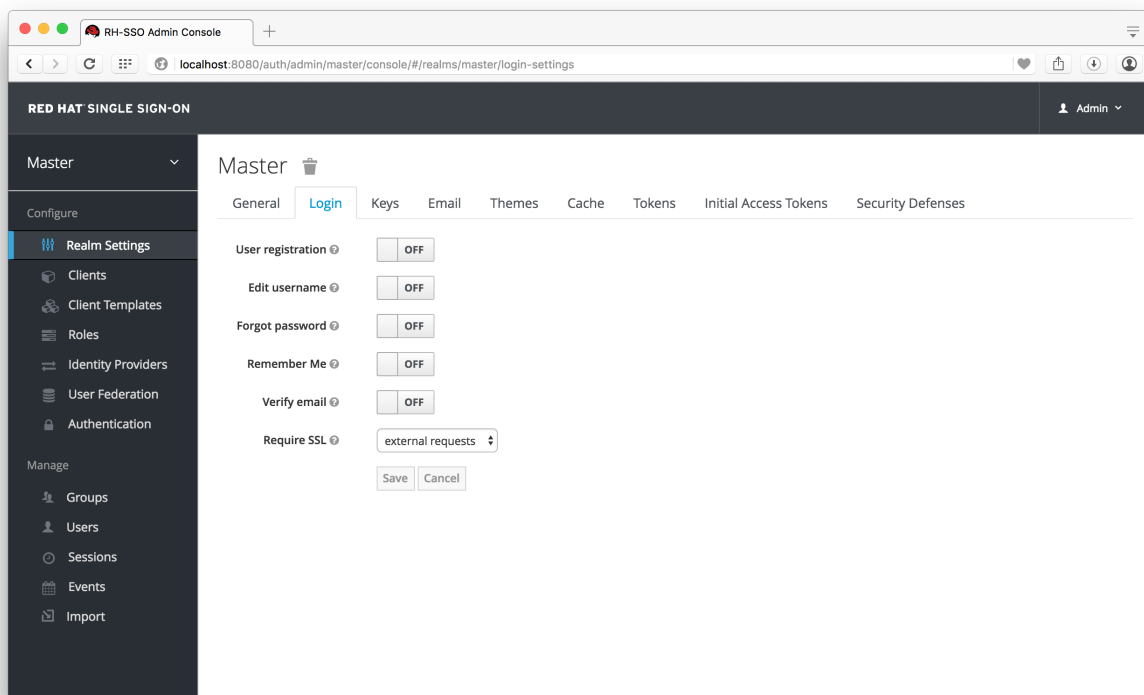 RH-SSO Admin Console
localhost:8080/auth/admin/master/console/#/realms/master/login-settings
RED HAT SINGLE SIGN-ON
Admin
Master
Master
General Login Keys Email Themes Cache Tokens Initial Access Tokens Security Defenses
Configure
Realm Settings
Clients
Client Templates
Roles
Identity Providers
User Federation
Authentication
Manage
Groups
Users
Sessions
Events
Import
User registration OFF
Edit username OFF
Forgot password OFF
Remember Me OFF
Verify email OFF
Require SSL external requests
Save Cancel